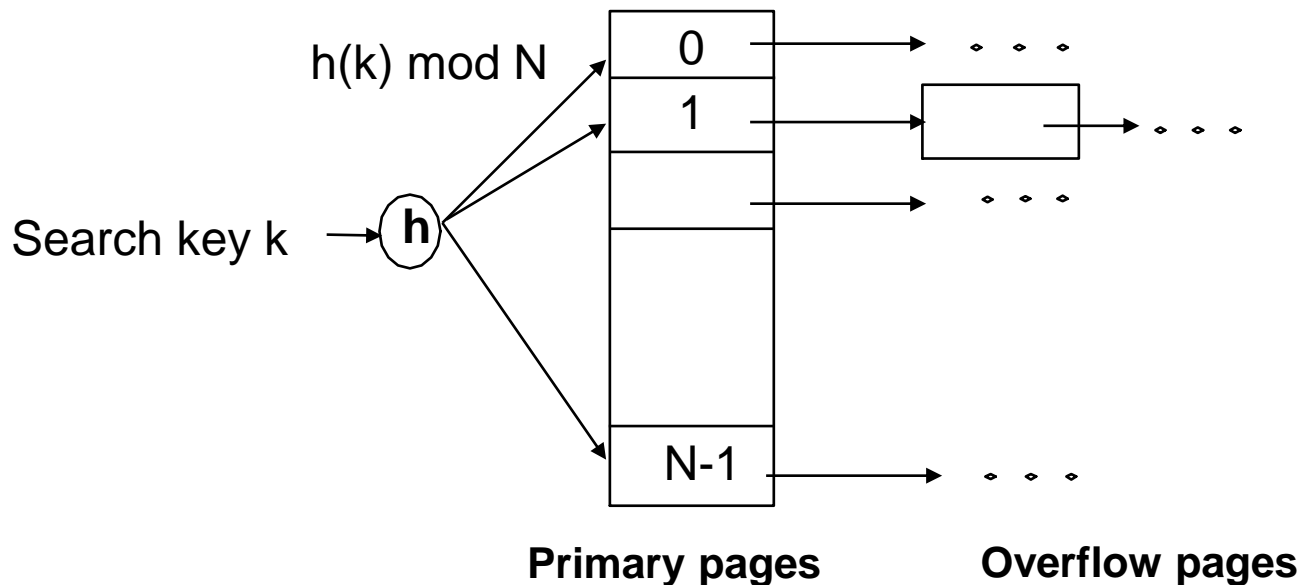 h(k) mod N
0
1
Search key k
h
N-1
Primary pages
Overflow pages